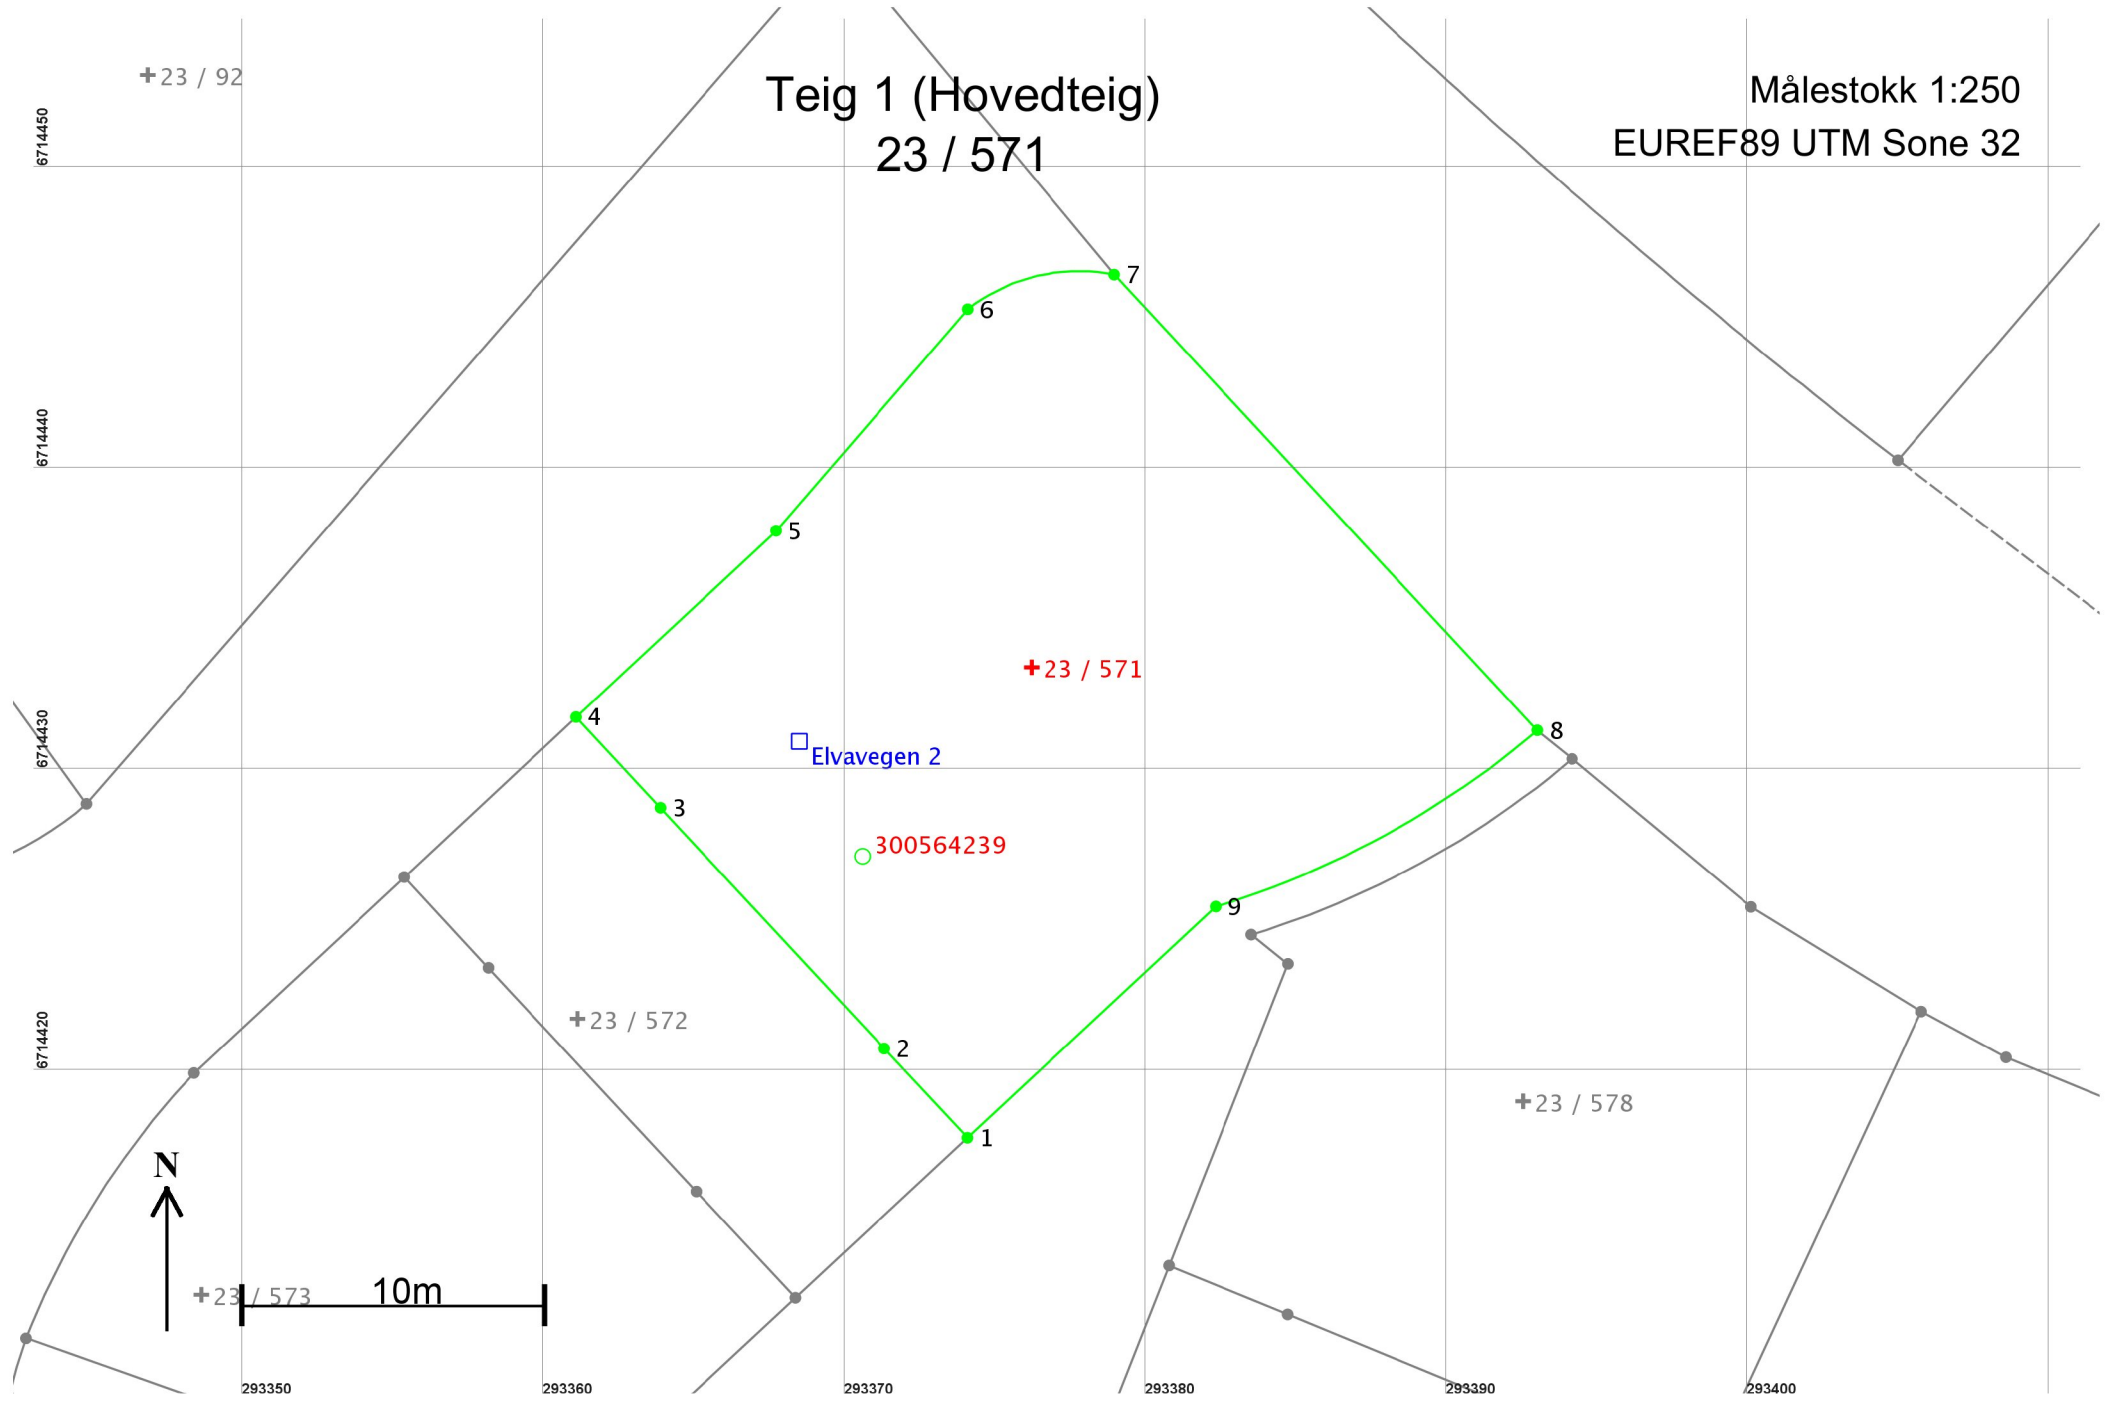 23 / 92
Teig 1 (Hovedteig)
23 / 571
Målestokk 1:250
EUREF89 UTM Sone 32
6714450
7
6
6714440
5
23 / 571
4
8
6714430
Elvavegen 2
3
300564239
9
6714420
23 / 572
2
23 / 578
1
N
23 / 573
10m
293350
293360
293370
293380
293390
293400